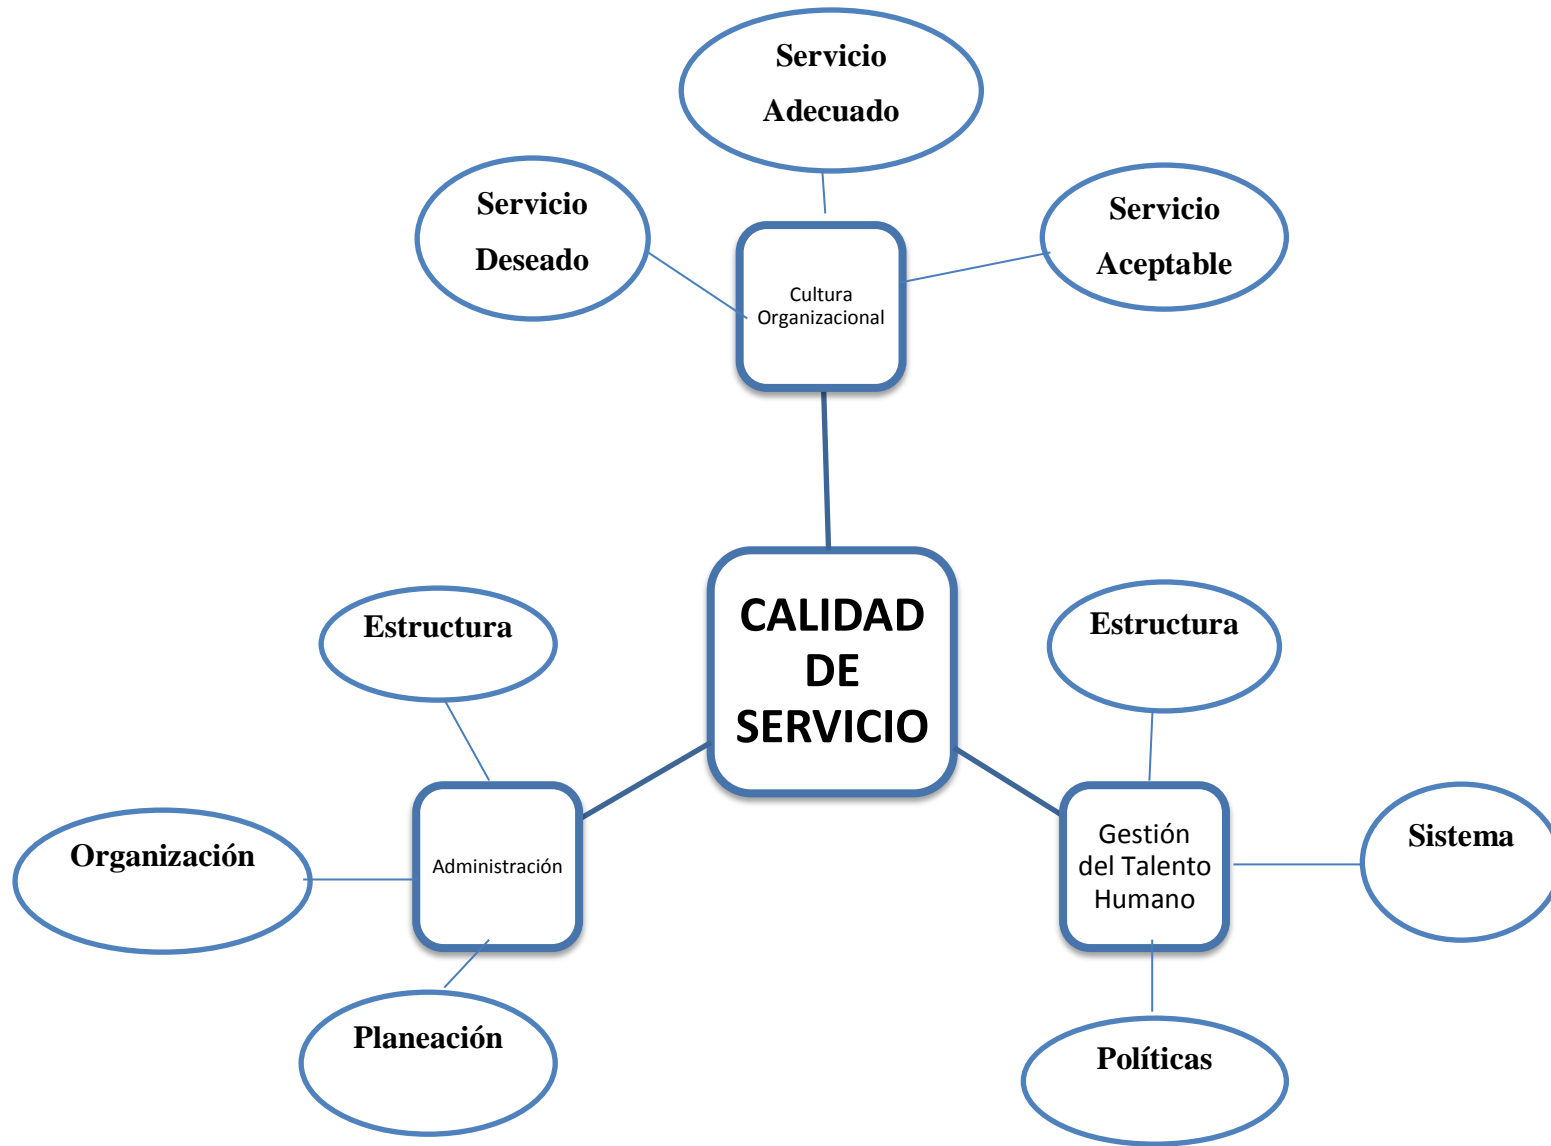 Servicio
Adecuado
Servicio
Deseado
Servicio
Aceptable
Cultura
Organizacional
CALIDAD
DE
SERVICIO
Estructura
Organización
Administración
Planeación
Estructura
Gestión
del Talento
Humano
Sistema
Políticas